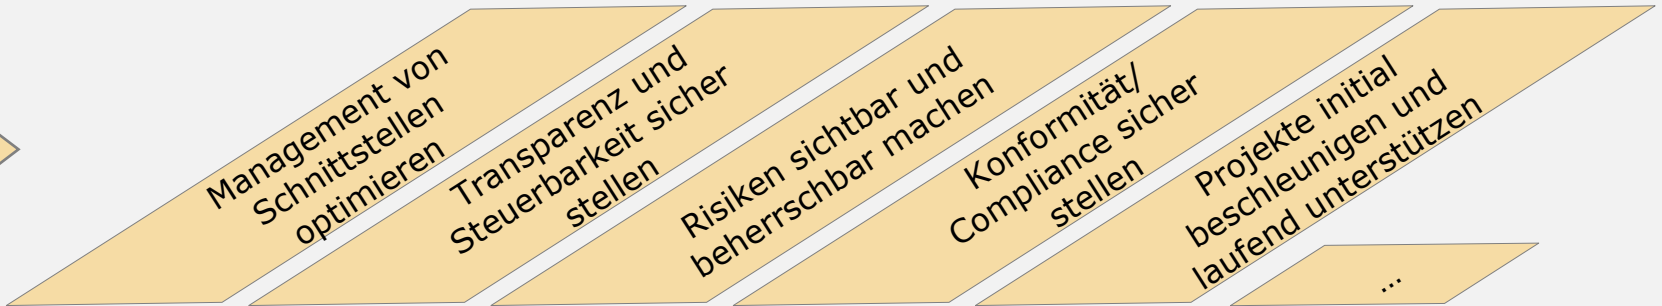 Management von
Schnittstellen
optimieren
Transparenz und
Steuerbarkeit sicher
stellen
Risiken sichtbar und
beherrschbar machen
Konformität/
Compliance sicher
stellen
Projekte initial
beschleunigen und
laufend unterstützen
...